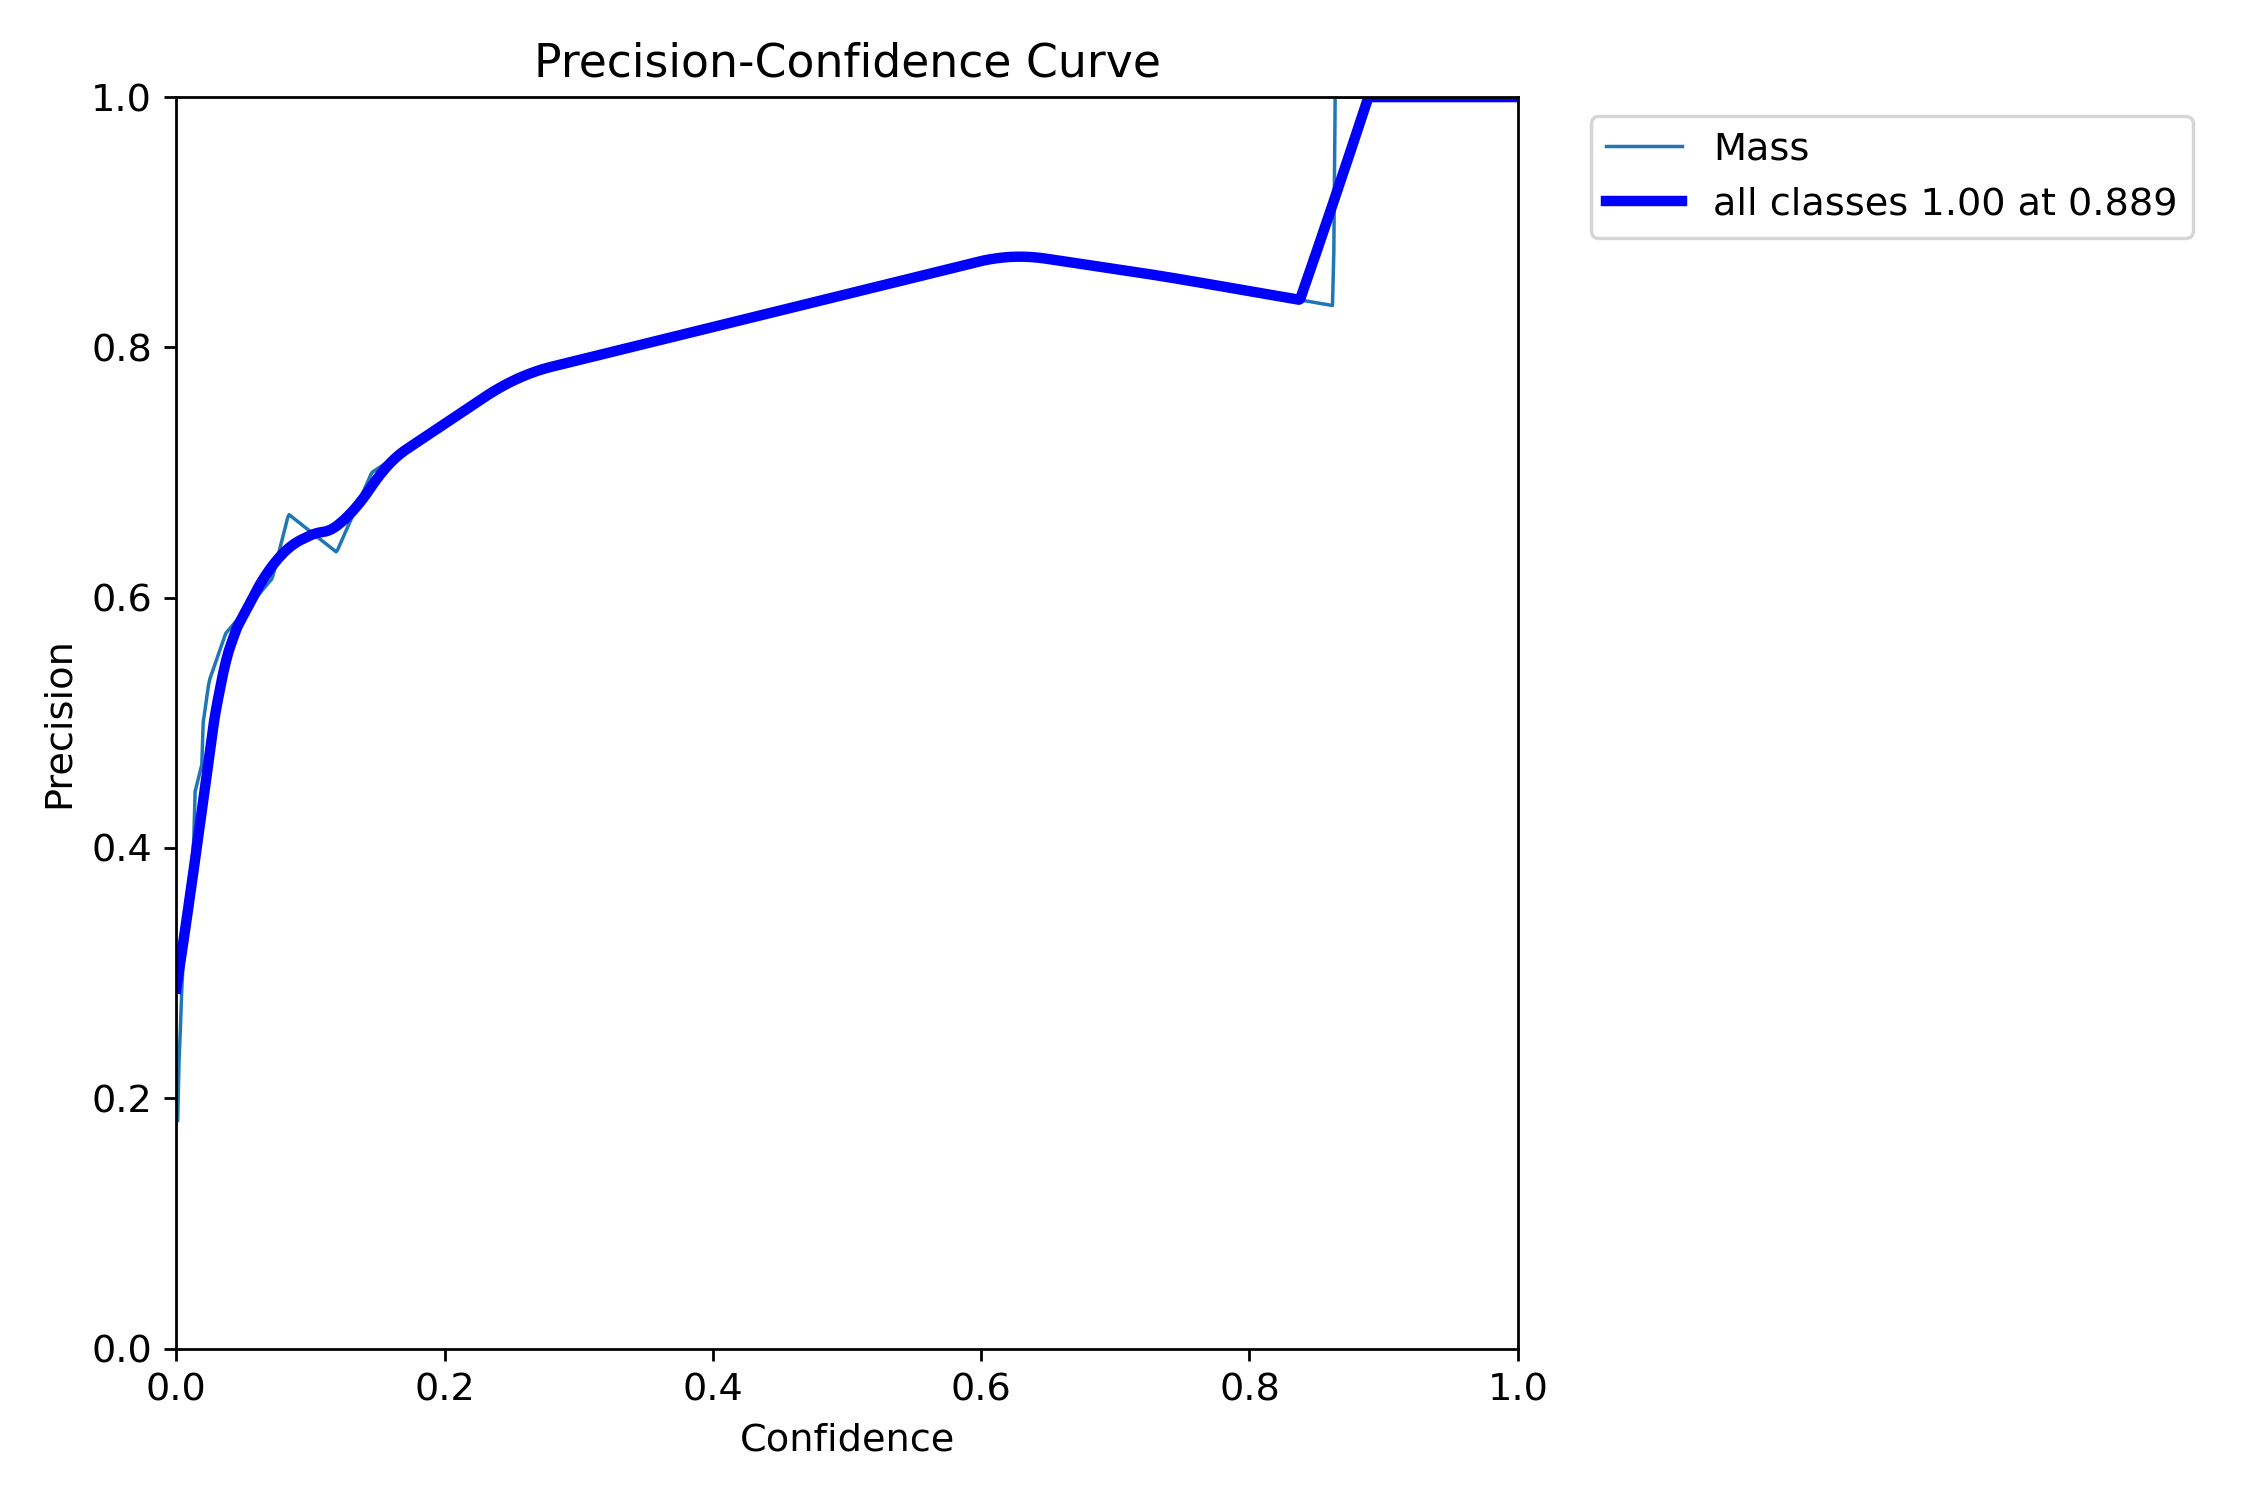 Precision-Confidence Curve
1.0
0.8
0.6
0.4
0.2
0.0
Precision
0.0 0.2 0.4 0.6 0.8 1.0
Confidence
Mass
all classes 1.00 at 0.889